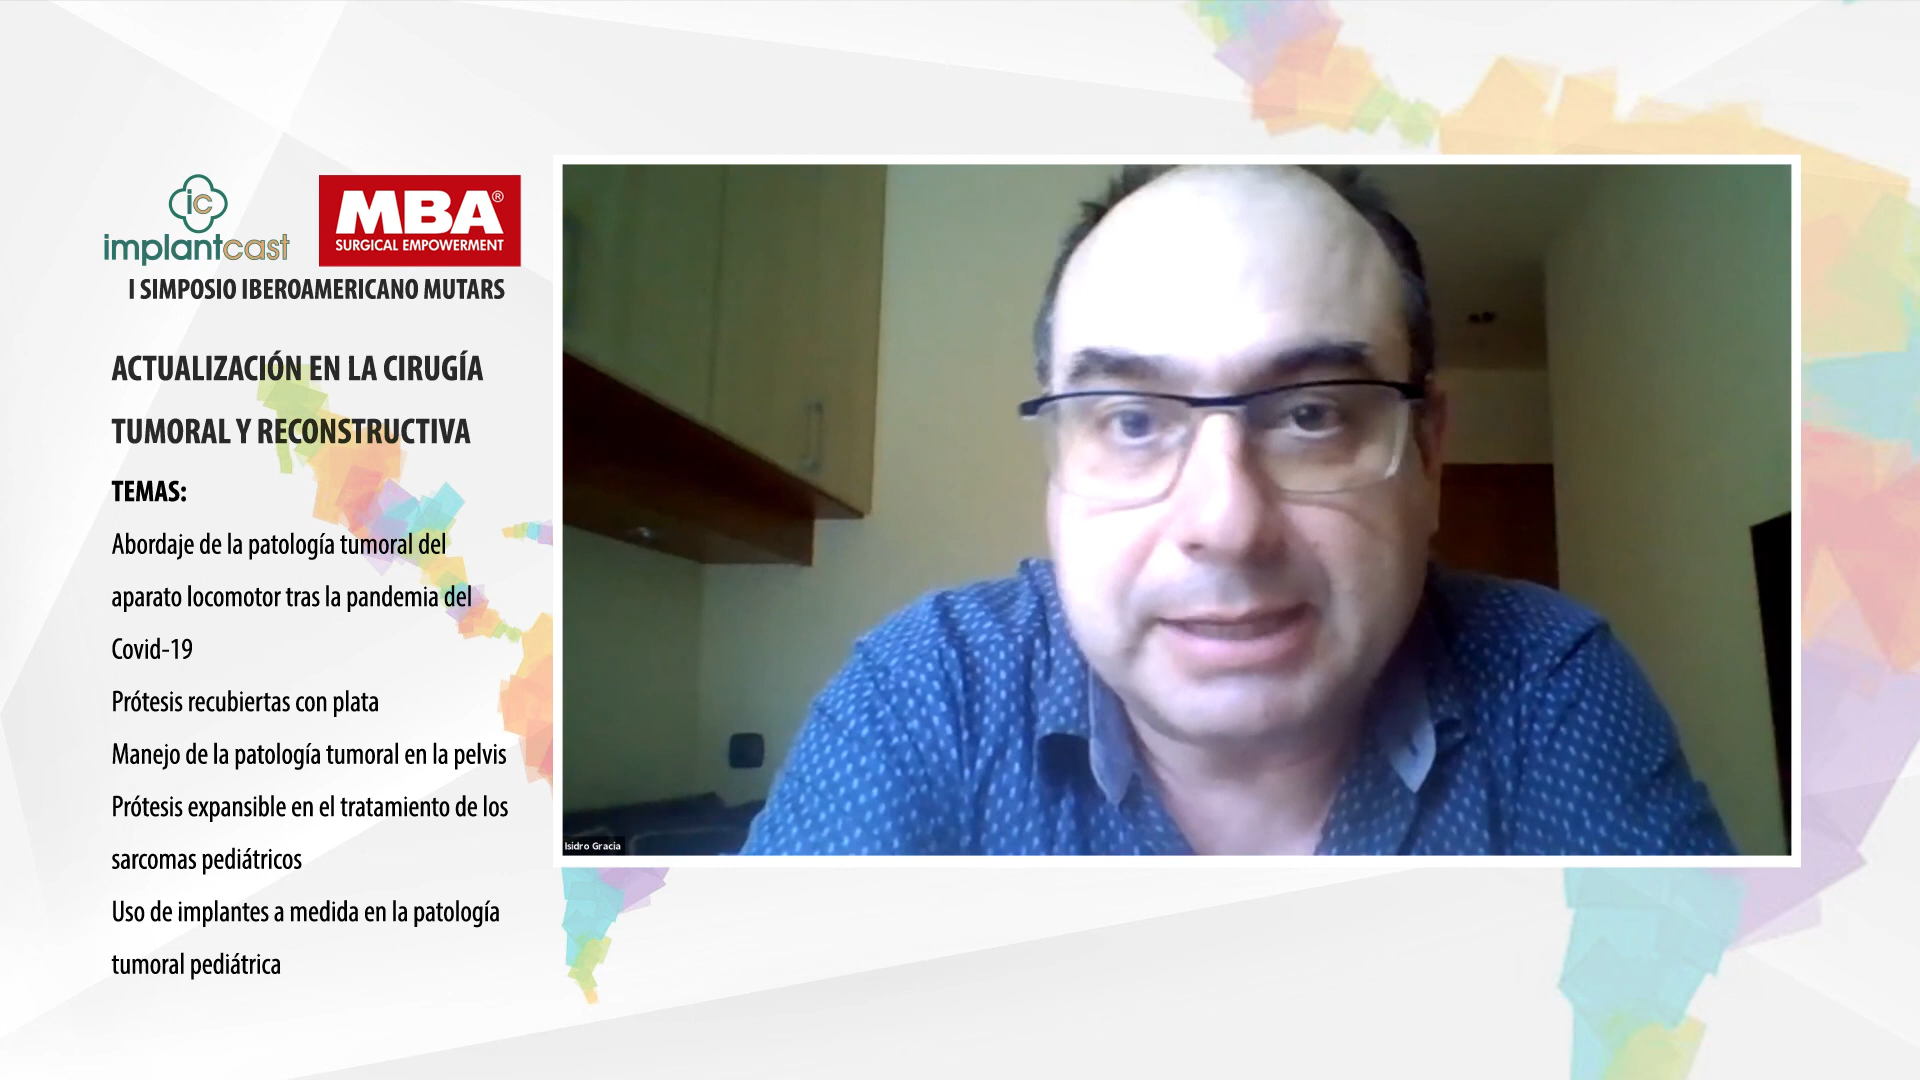 ic
implantcast
MBA®
SURGICAL EMPOWERMENT
I SIMPOSIO IBEROAMERICANO MUTARS
ACTUALIZACIÓN EN LA CIRUGÍA
TUMORAL Y RECONSTRUCTIVA
TEMAS:
Abordaje de la patología tumoral del
aparato locomotor tras la pandemia del
Covid-19
Prótesis recubiertas con plata
Manejo de la patología tumoral en la pelvis
Prótesis expansible en el tratamiento de los
sarcomas pediátricos
Uso de implantes a medida en la patología
tumoral pediátrica
Isidro Gracia